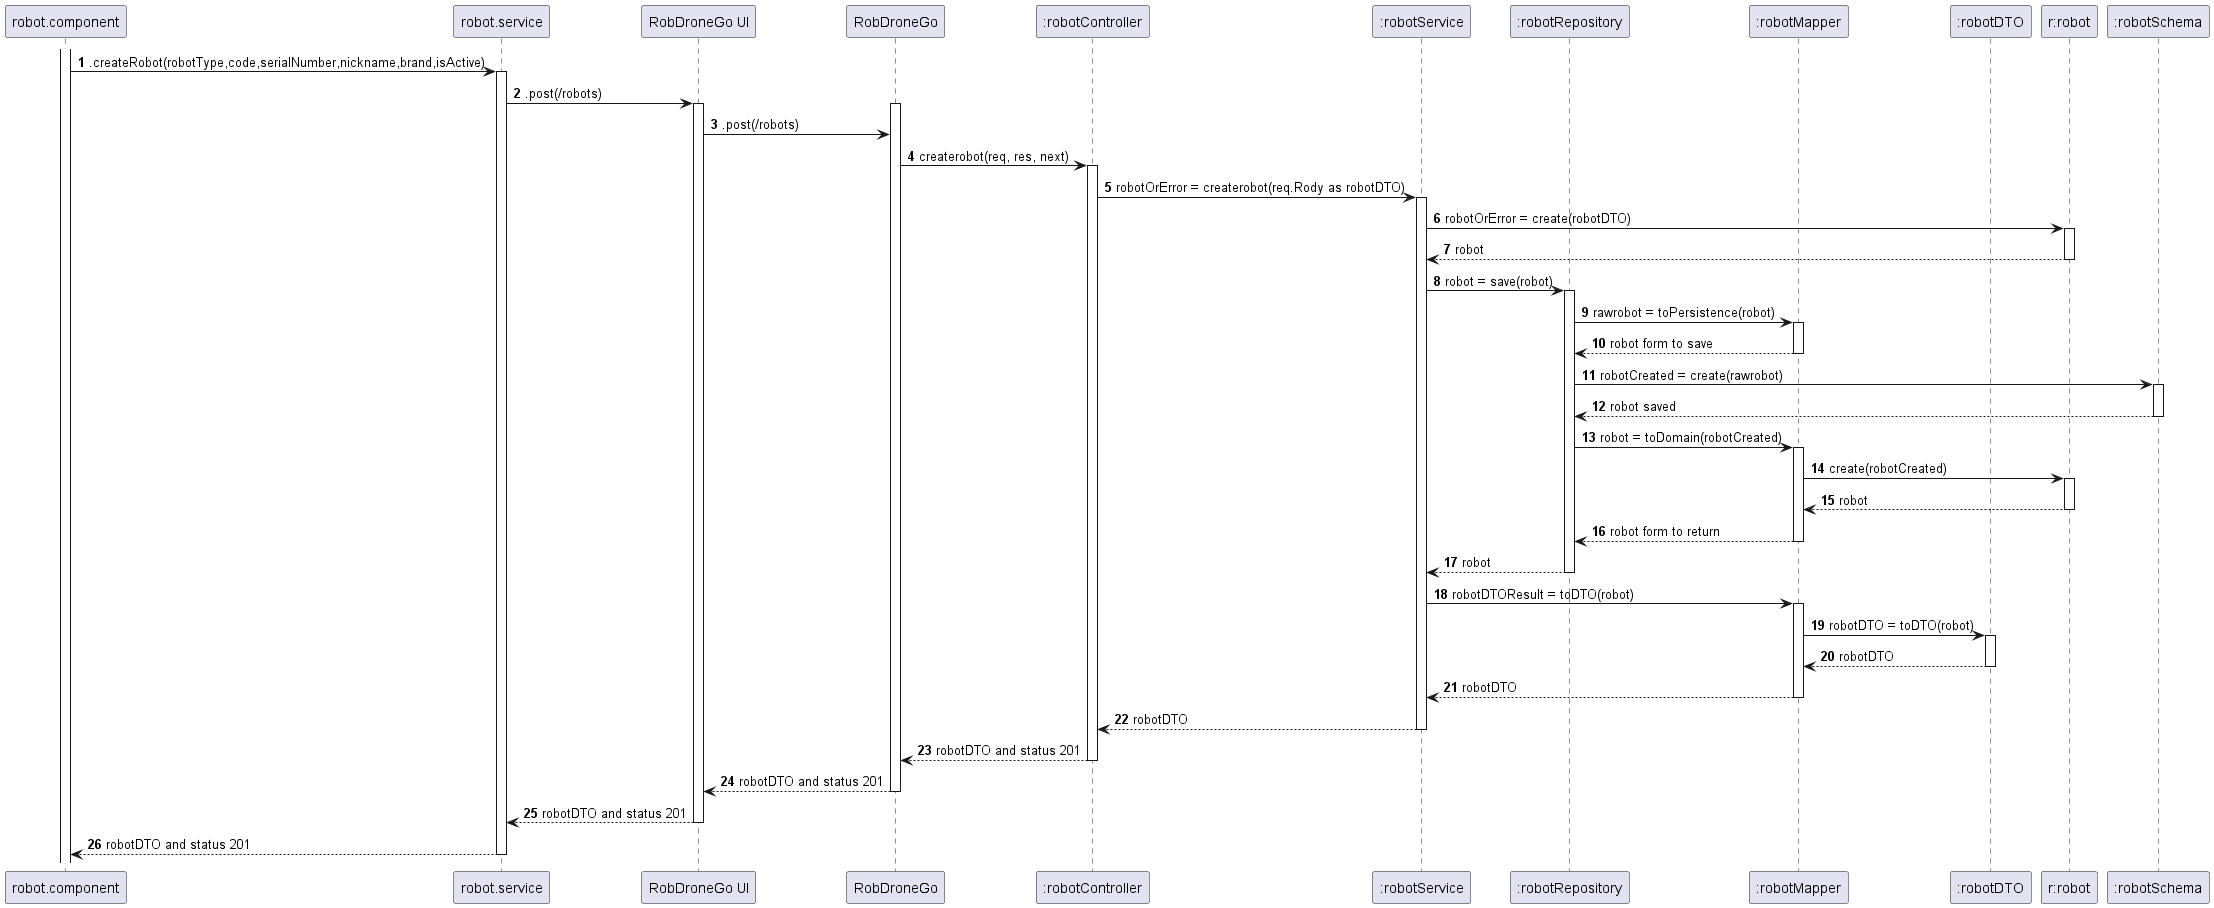 robot.component robot.service RobDroneGo UI RobDroneGo :robotController :robotService :robotRepository :robotMapper :robotDTO r:robot :robotSchema
1 .createRobot(robotType,code,serialNumber,nickname,brand,isActive)
2 .post(/robots)
3 .post(/robots)
4 createrobot(req, res, next)
5 robotOrError = createrobot(req.Rody as robotDTO)
6 robotOrError = create(robotDTO)
7 robot
8 robot = save(robot)
9 rawrobot = toPersistence(robot)
10 robot form to save
11 robotCreated = create(rawrobot)
12 robot saved
13 robot = toDomain(robotCreated)
14 create(robotCreated)
15 robot
16 robot form to return
17 robot
18 robotDTOResult = toDTO(robot)
19 robotDTO = toDTO(robot)
20 robotDTO
21 robotDTO
22 robotDTO
23 robotDTO and status 201
24 robotDTO and status 201
25 robotDTO and status 201
26 robotDTO and status 201
robot.component robot.service RobDroneGo UI RobDroneGo :robotController :robotService :robotRepository :robotMapper :robotDTO r:robot :robotSchema